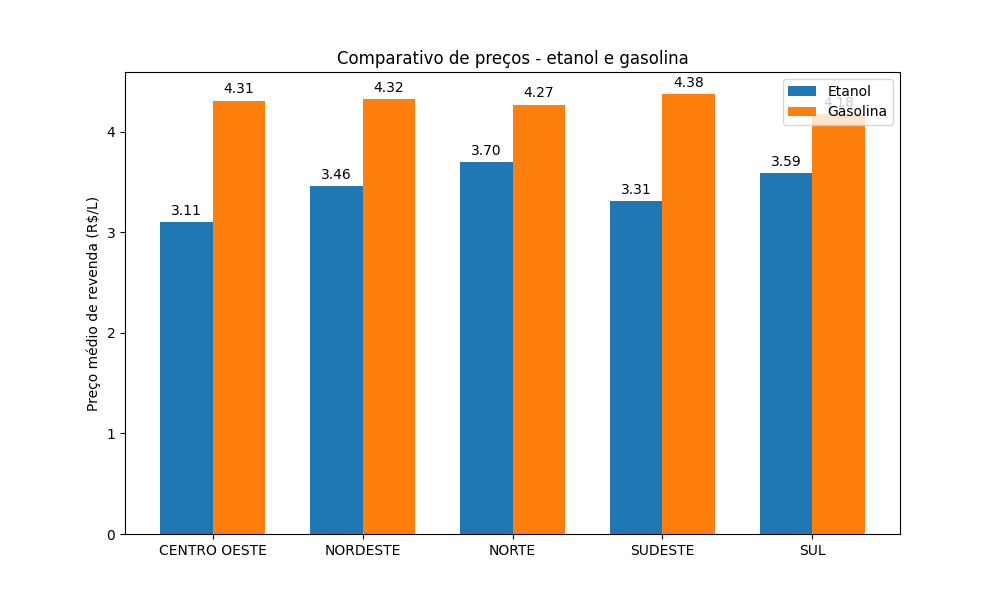 Comparativo de preços - etanol e gasolina
Preço médio de revenda (R$/L)
4
3
2
1
0
3.11
4.31
3.46
4.32
3.70
4.27
3.31
4.38
3.59
4.18
Etanol
Gasolina
CENTRO OESTE
NORDESTE
NORTE
SUDESTE
SUL